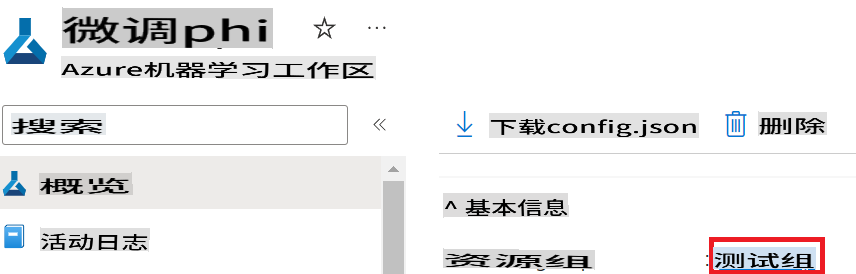 微调phi
Azure机器学习工作区
搜索
下载config.json 删除
概览
^ 基本信息
活动日志
资源组 :测试组